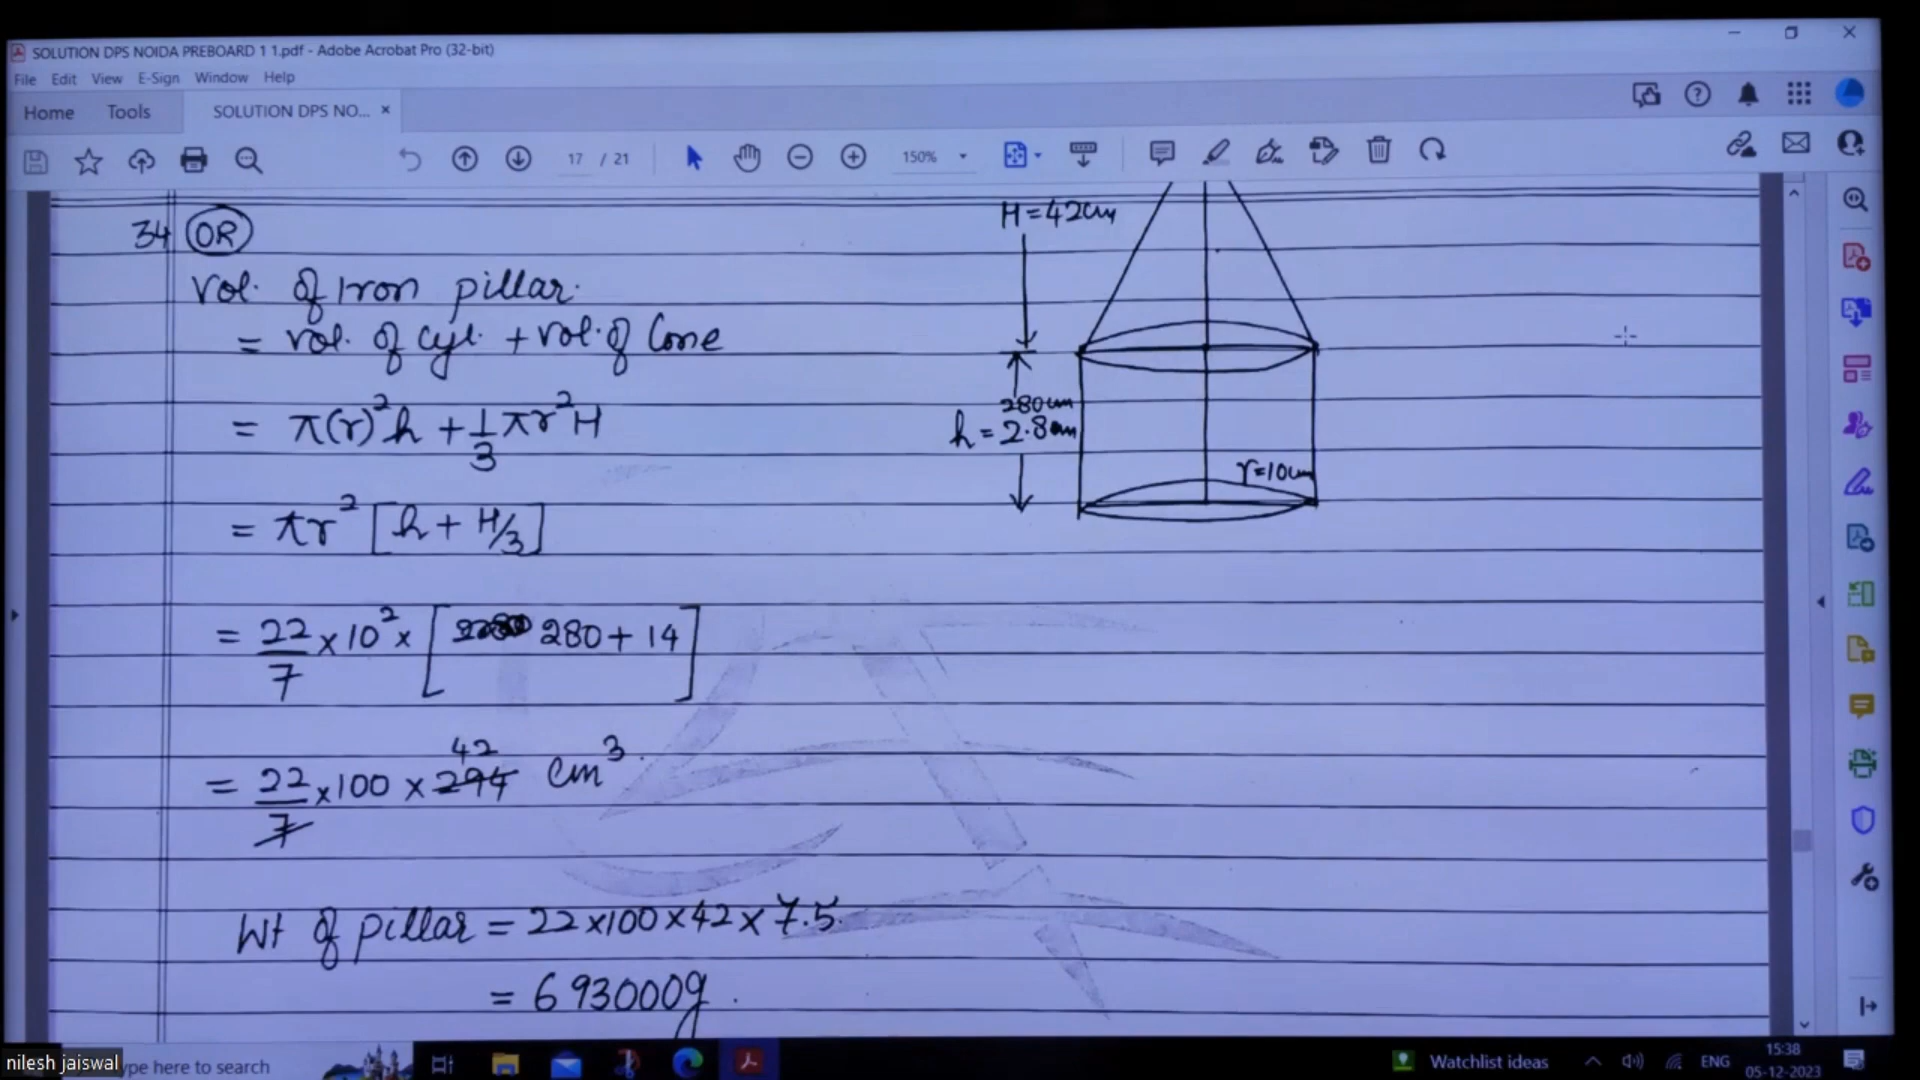 SOLUTION DPS NOIDA PREBOARD 1 1.pdf - Adobe Acrobat Pro (32-bit)
File Edit View E-Sign Window Help
Home Tools SOLUTION DPS NO... ×
17 / 21 150%
34 OR
Vol. of Iron pillar.
= vol. of cyl. + vol. of Cone
= π(r)²h + 1/3 πr²H
= πr² [h + H/3]
= 22/7 × 10² × [ 280 + 14 ]
42
= 22/7 × 100 × 294 cm³.
Wt of pillar = 22×100×42×7.5.
= 693000g.
H = 42cm
280cm
h = 2.8m
r=10cm
nilesh jaiswal
ype here to search
Watchlist ideas
ENG
15:38
05-12-2023